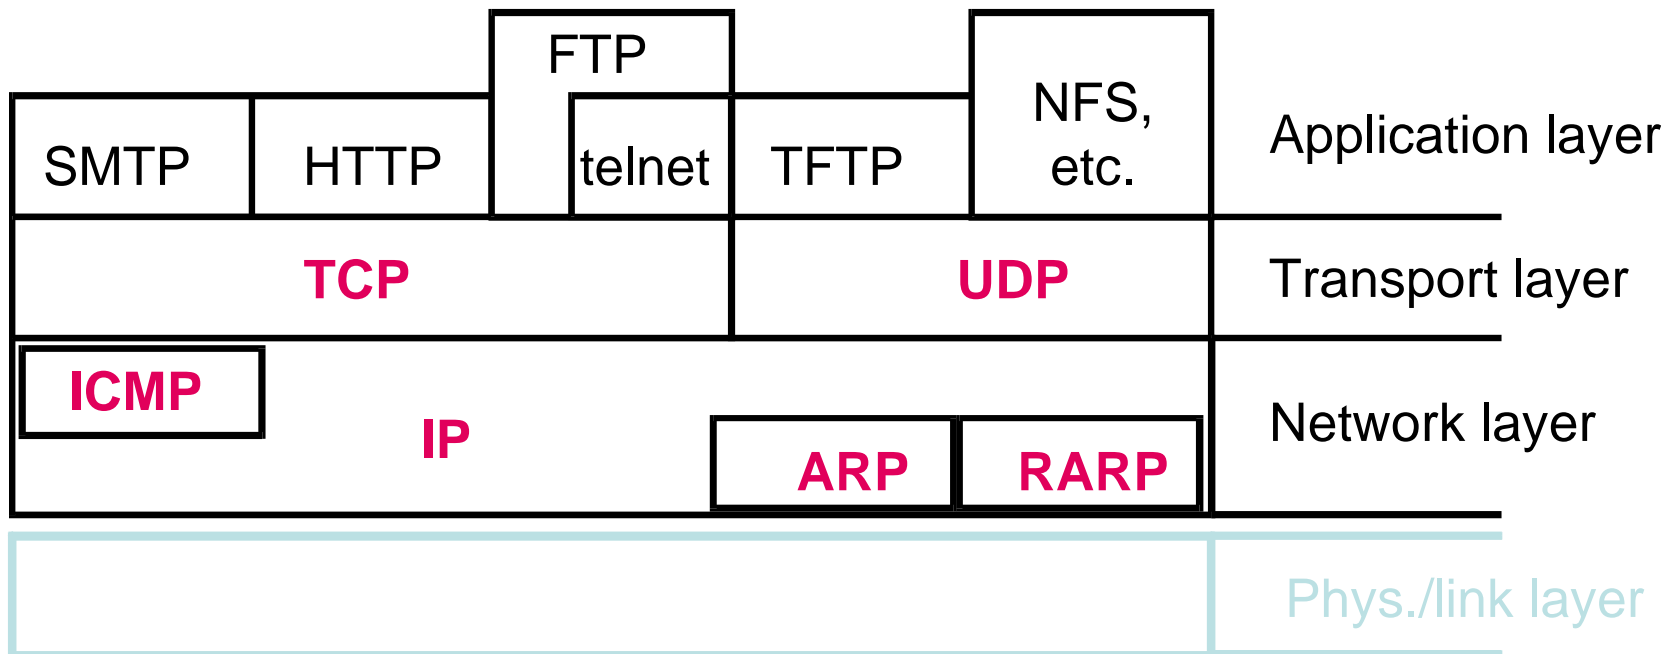 FTP
NFS,
etc.
Application layer
SMTP
HTTP
telnet
TFTP
TCP
UDP
Transport layer
ICMP
IP
ARP
RARP
Network layer
Phys./link layer